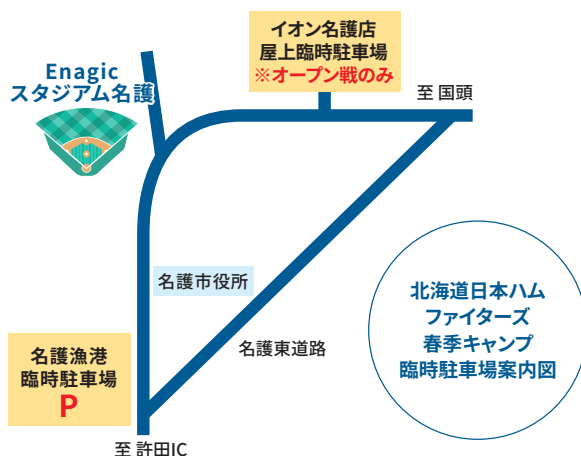 Enagic
スタジアム名護
イオン名護店
屋上臨時駐車場
※オープン戦のみ
至 国頭
名護市役所
名護東道路
名護漁港
臨時駐車場
P
至 許田IC
北海道日本ハム
ファイターズ
春季キャンプ
臨時駐車場案内図